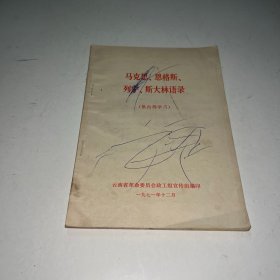 马克思、恩格斯、
列宁、斯大林语录
(供内部学习)
云南省革命委员会政工组宣传组编印
一九七一年十二月